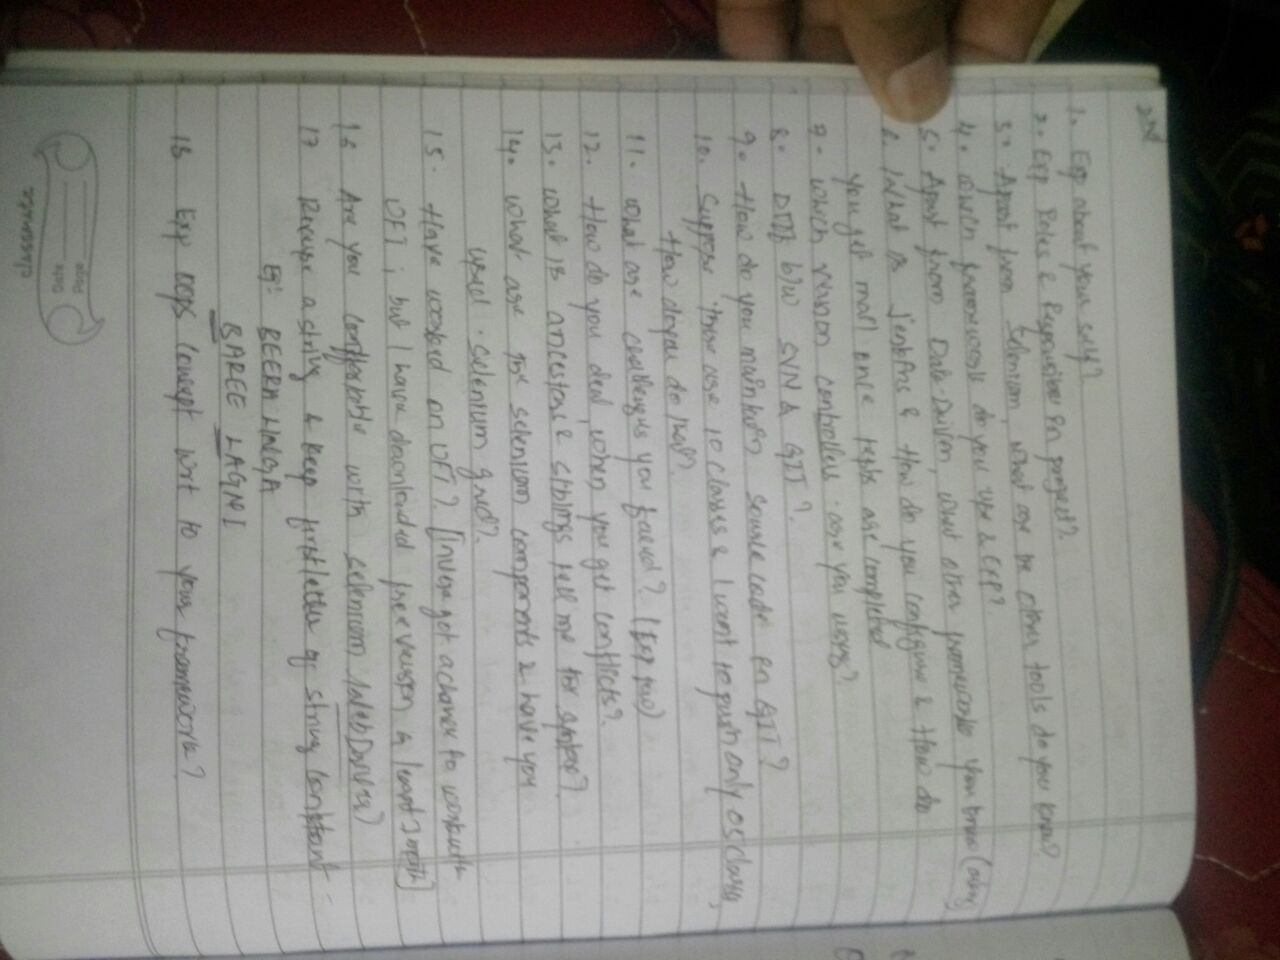 1. Exp about your self?
2. Exp Roles & Responsibilities in project?
3. Apart from Selenium, what are the other tools do you know?
4. which framework do you use & Exp?
5. Apart from Data-Driven, what other frameworks you know (any)
6. What is Jenkins & How do you configure & How do
you get mail once tests are completed
7. which version controller are you using?
8. Diff b/w SVN & GIT?
9. How do you maintain source code in GIT?
10. Suppose there are 10 classes & I want to push only 05 classes,
How do you do that?
11. what are challenges you faced? (Exp two)
12. How do you deal, when you get conflicts?
13. what is ancestors & siblings tell me the syntax?
14. what are the selenium components & have you
used selenium grid?
15. Have worked on UFT? [I never got a chance to work with
UFT, but I have downloaded free version & learnt]
16 Are you comfortable with selenium WebDriver?
17 Reverse a string & keep first letter of string constant
Eg: BEERA LINGA
BAREE LAGNI
18 Exp oops concept wrt to your framework?
classmate
Date
Page